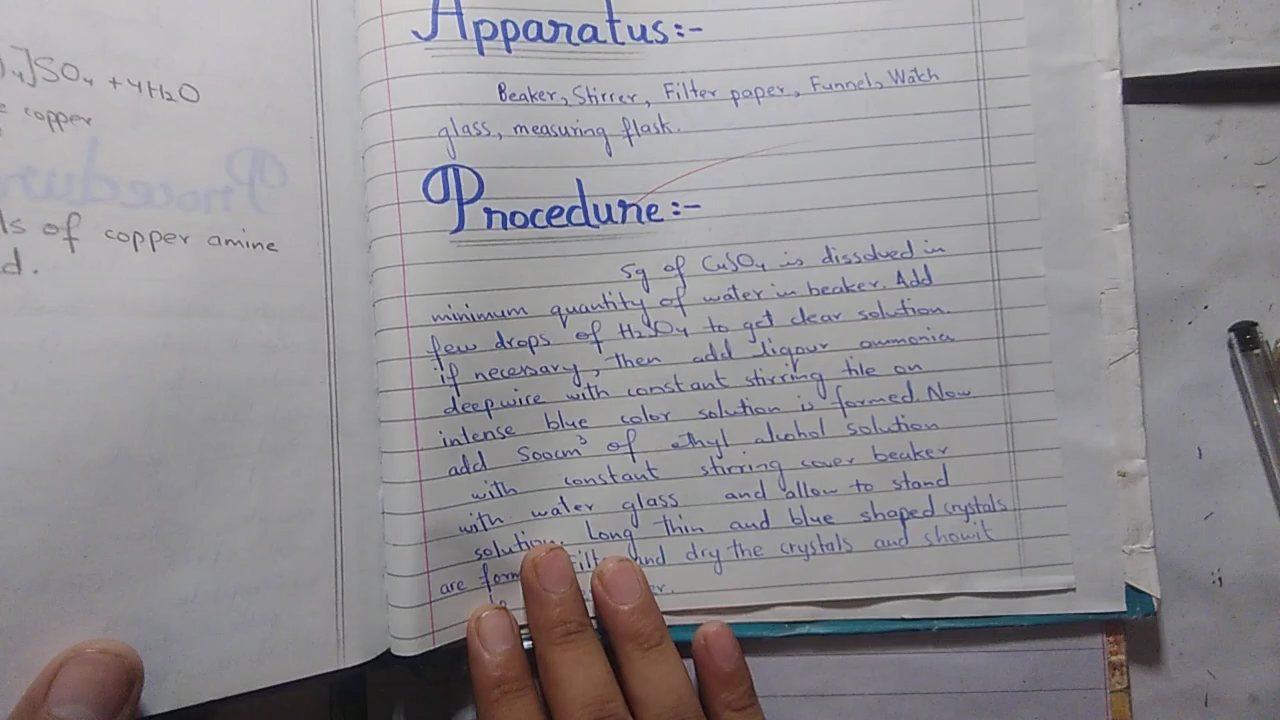 ]SO4 + 4H2O
copper
ls of copper amine
d.
Apparatus:-
Beaker, Stirrer, Filter paper, Funnel, Watch
glass, measuring flask.
Procedure:-
5g of CuSO4 is dissolved in
minimum quantity of water in beaker. Add
few drops of H2SO4 to get clear solution.
if necessary, then add liqour ammonia
deepwire with constant stirring tile on
intense blue color solution is formed. Now
add 500cm³ of ethyl alcohol solution
with constant stirring cover beaker
with water glass and allow to stand
solution. Long thin and blue shaped crystals
are and dry the crystals and show it